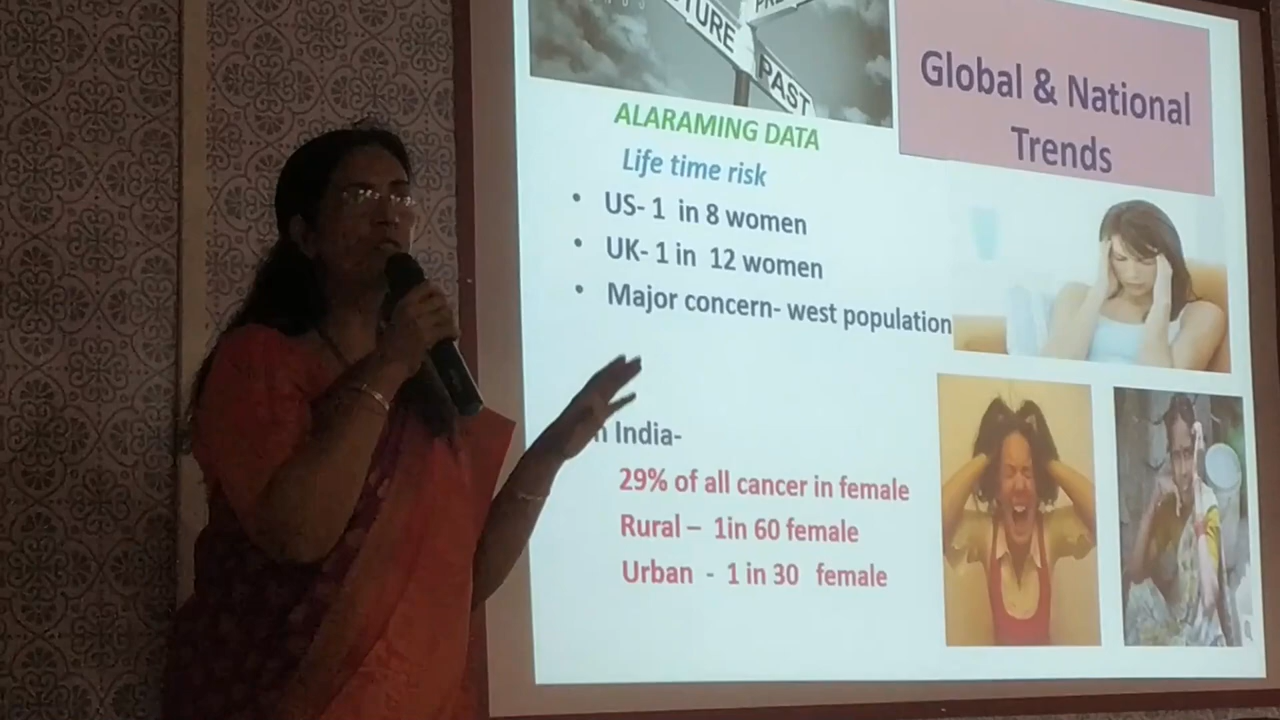 PAST
Global & National
Trends
ALARAMING DATA
Life time risk
• US- 1 in 8 women
• UK- 1 in 12 women
• Major concern- west population
India-
29% of all cancer in female
Rural – 1in 60 female
Urban - 1 in 30 female